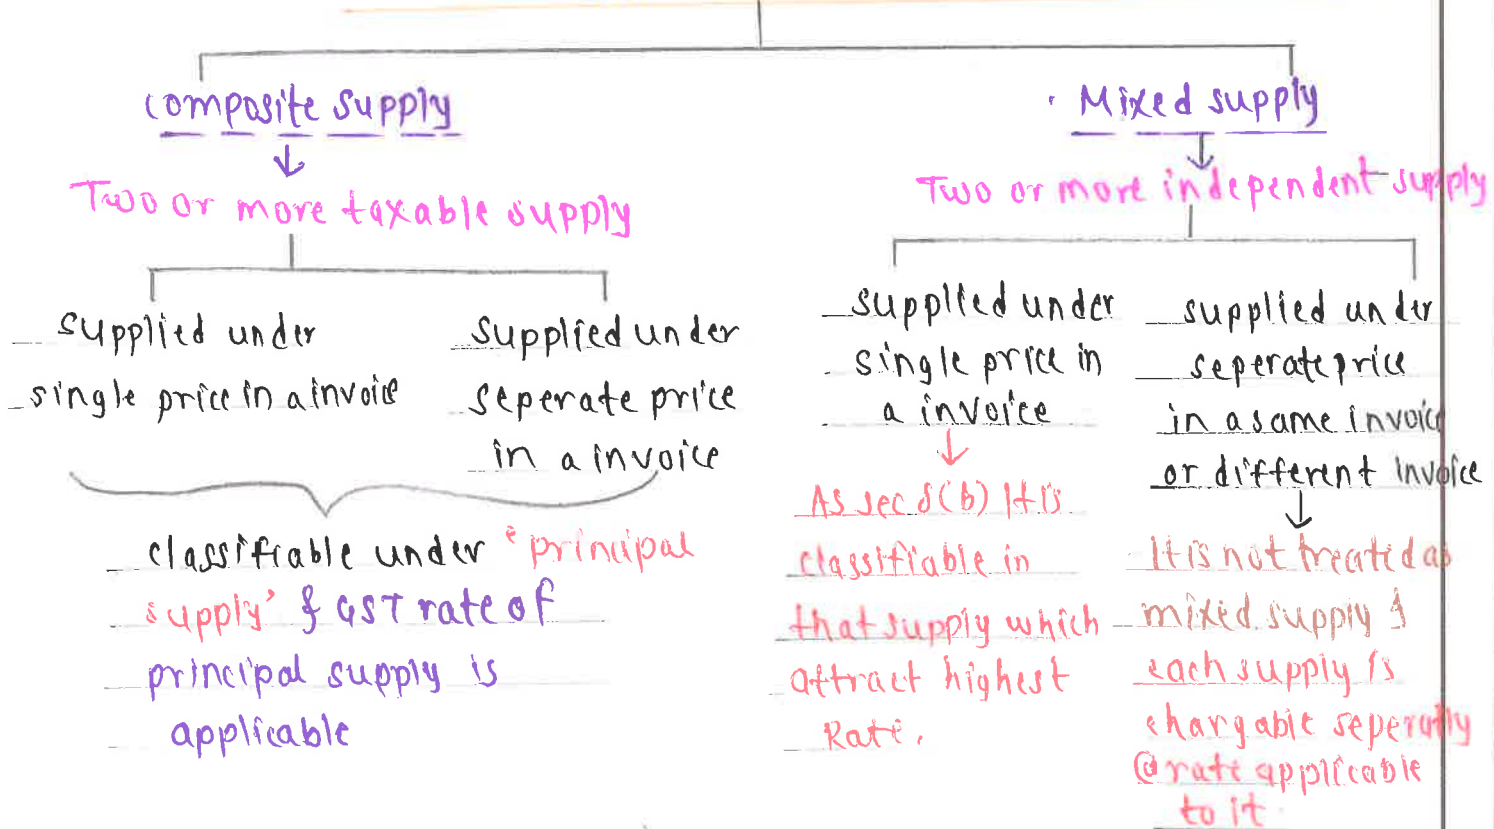 Composite supply
Two or more taxable supply
supplied under
single price in a invoice
supplied under
seperate price
in a invoice
classifiable under 'principal
supply' & GST rate of
principal supply is
applicable
Mixed supply
Two or more independent supply
supplied under
single price in
a invoice
As sec 8(b) It is
classifiable in
that supply which
attract highest
Rate.
supplied under
seperate price
in a same invoice
or different invoice
It is not treated as
mixed supply &
each supply is
chargable seperatly
@ rate applicable
to it